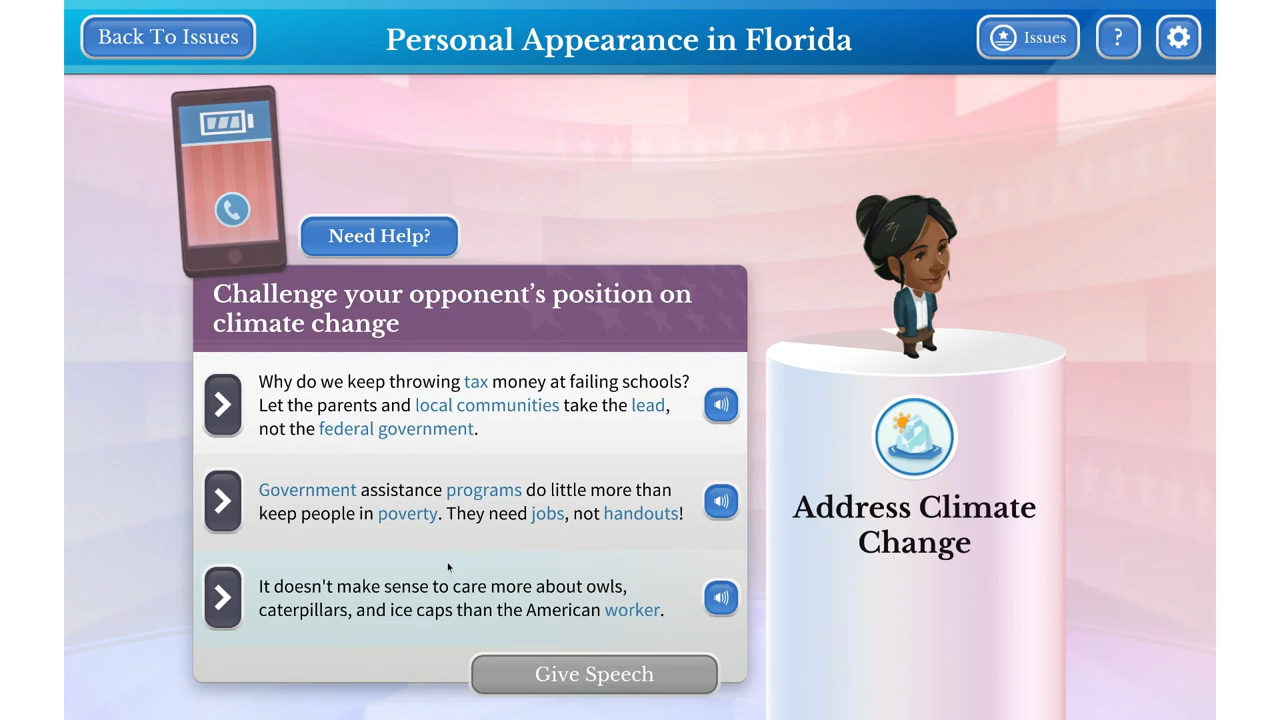 Back To Issues
Personal Appearance in Florida
Issues
?
Need Help?
Challenge your opponent’s position on
climate change
Why do we keep throwing tax money at failing schools?
Let the parents and local communities take the lead,
not the federal government.
Government assistance programs do little more than
keep people in poverty. They need jobs, not handouts!
It doesn't make sense to care more about owls,
caterpillars, and ice caps than the American worker.
Give Speech
Address Climate
Change